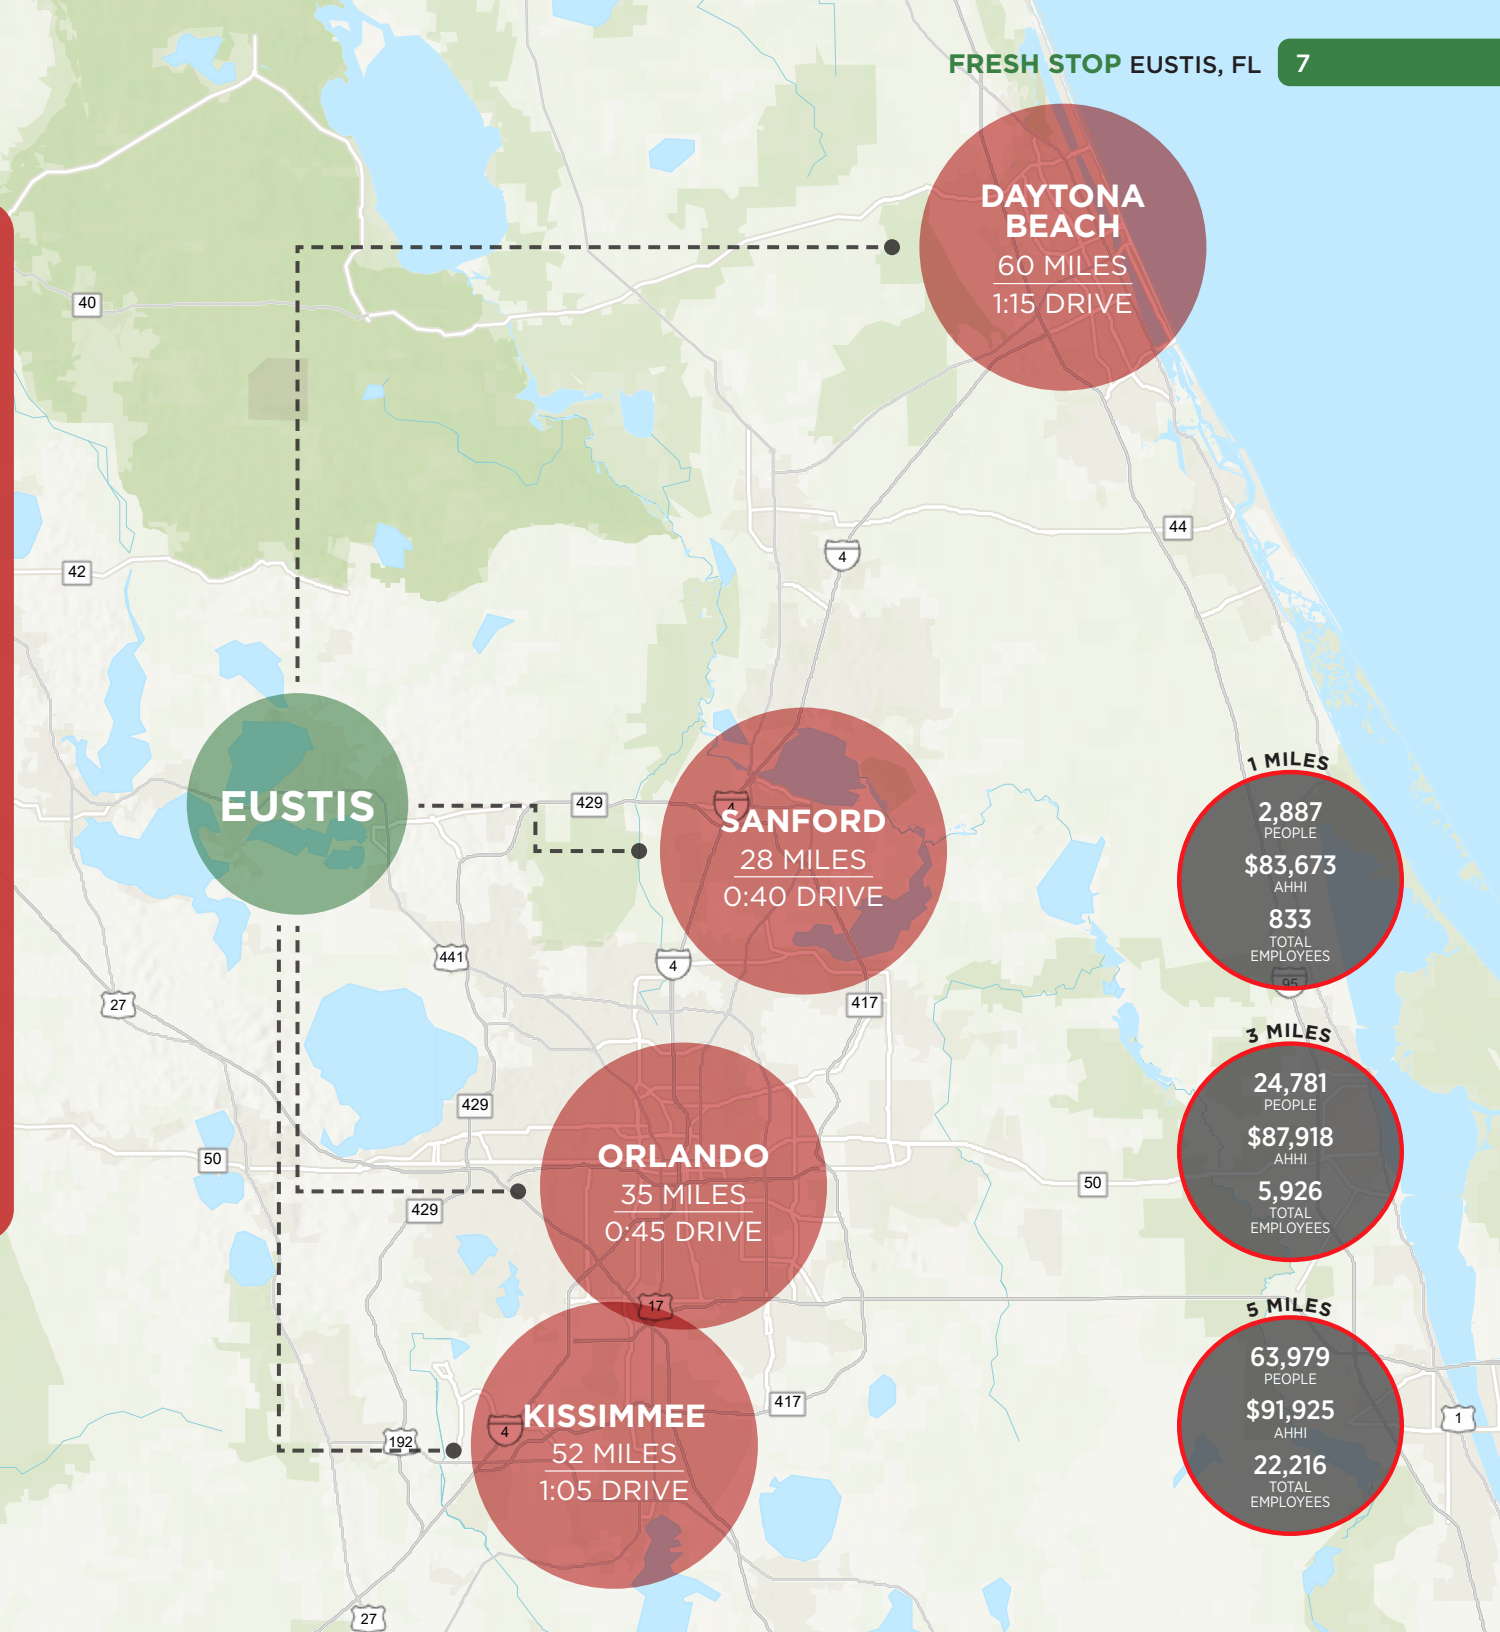 FRESH STOP EUSTIS, FL 7
DAYTONA
BEACH
60 MILES
1:15 DRIVE
40
44
4
42
EUSTIS
429
4
SANFORD
28 MILES
0:40 DRIVE
1 MILES
2,887
PEOPLE
$83,673
AHHI
833
TOTAL
EMPLOYEES
95
441
4
27
417
3 MILES
24,781
PEOPLE
$87,918
AHHI
5,926
TOTAL
EMPLOYEES
429
50
ORLANDO
35 MILES
0:45 DRIVE
50
429
17
5 MILES
63,979
PEOPLE
$91,925
AHHI
22,216
TOTAL
EMPLOYEES
417
1
192
4
KISSIMMEE
52 MILES
1:05 DRIVE
27